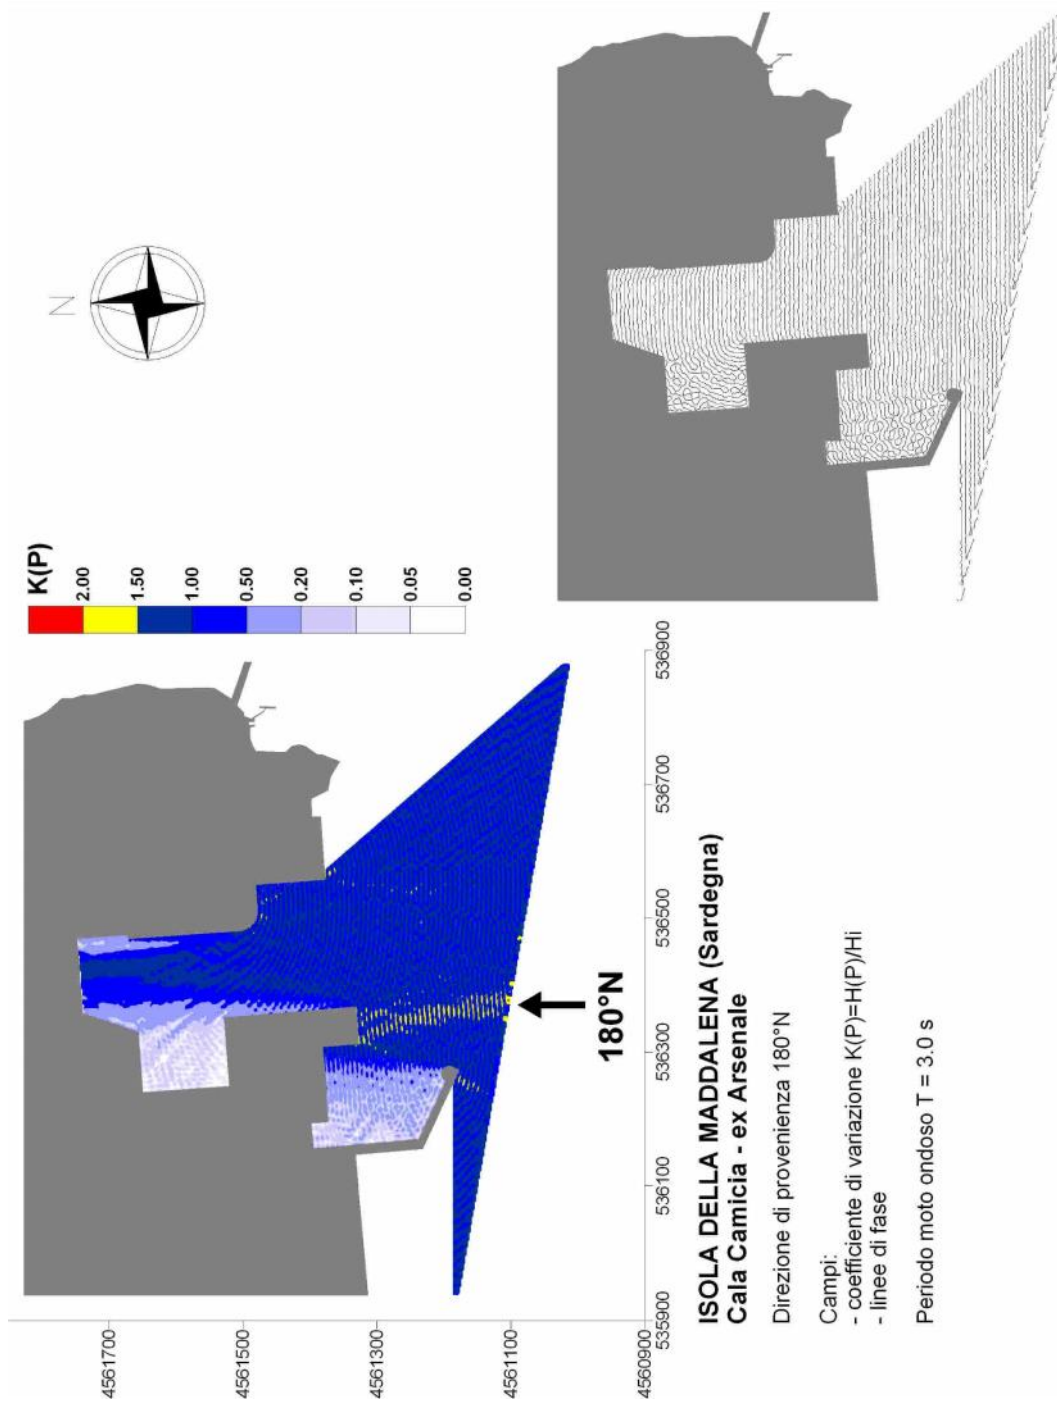 N
K(P)
2.00
1.50
1.00
0.50
0.20
0.10
0.05
0.00
4561700
4561500
4561300
4561100
4560900
535900
536100
536300
536500
536700
536900
180°N
ISOLA DELLA MADDALENA (Sardegna)
Cala Camicia - ex Arsenale
Direzione di provenienza 180°N
Campi:
- coefficiente di variazione K(P)=H(P)/Hi
- linee di fase
Periodo moto ondoso T = 3.0 s